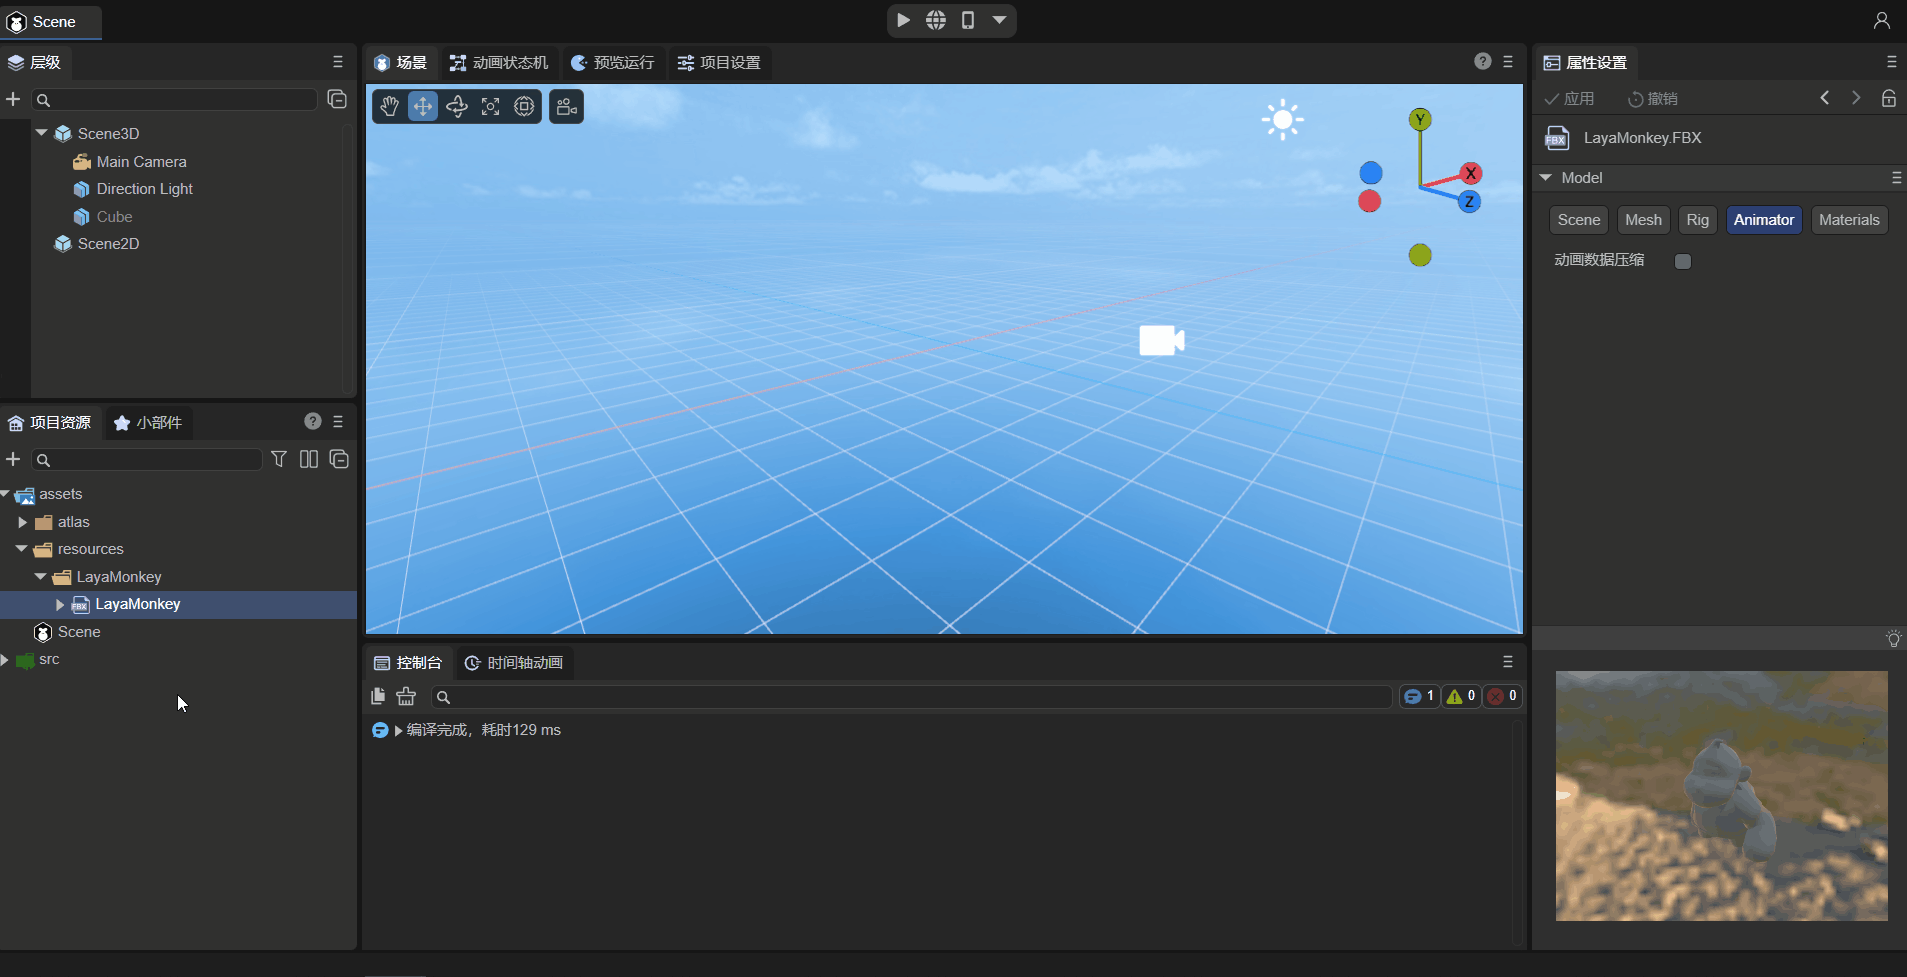 Scene
层级
Scene3D
Main Camera
Direction Light
Cube
Scene2D
项目资源
小部件
assets
atlas
resources
LayaMonkey
FBX LayaMonkey
Scene
src
场景
动画状态机
预览运行
项目设置
Y
X
Z
控制台
时间轴动画
1
0
0
编译完成，耗时129 ms
属性设置
应用
撤销
FBX LayaMonkey.FBX
Model
Scene Mesh Rig Animator Materials
动画数据压缩